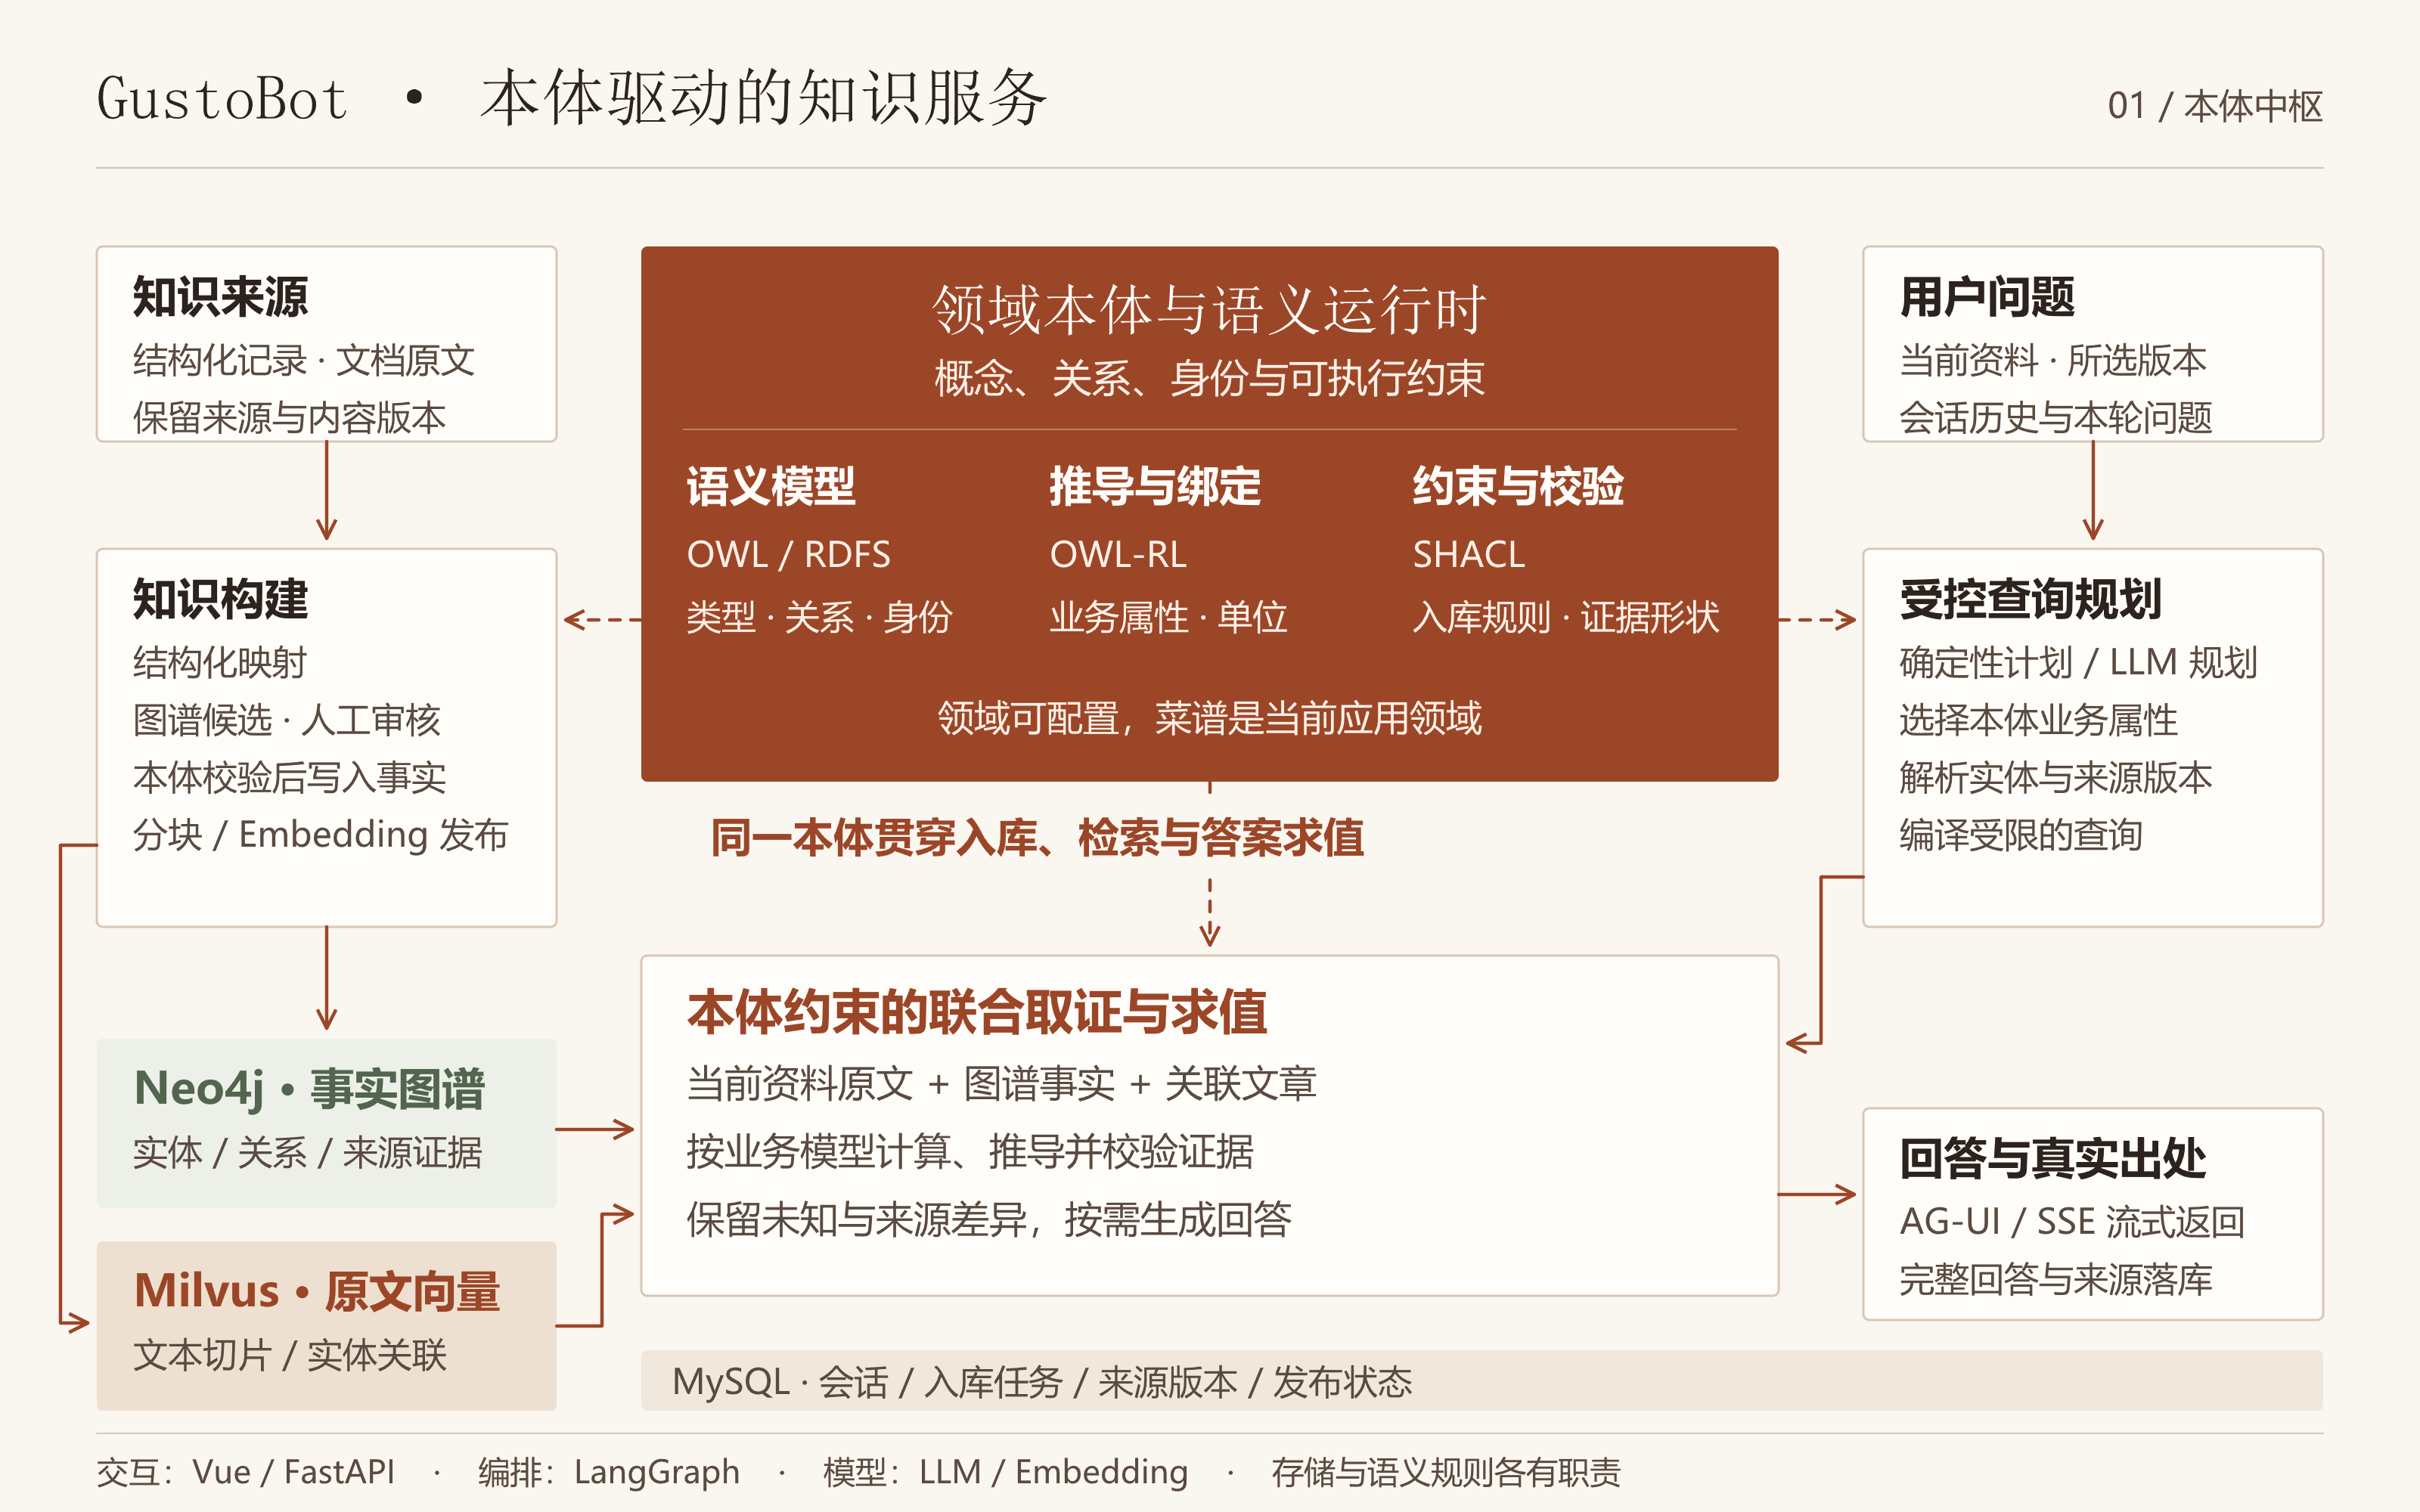 GustoBot · 本体驱动的知识服务
01 / 本体中枢
知识来源
结构化记录 · 文档原文
保留来源与内容版本
知识构建
结构化映射
图谱候选 · 人工审核
本体校验后写入事实
分块 / Embedding 发布
Neo4j · 事实图谱
实体 / 关系 / 来源证据
Milvus · 原文向量
文本切片 / 实体关联
领域本体与语义运行时
概念、关系、身份与可执行约束
语义模型
OWL / RDFS
类型 · 关系 · 身份
推导与绑定
OWL-RL
业务属性 · 单位
约束与校验
SHACL
入库规则 · 证据形状
领域可配置，菜谱是当前应用领域
同一本体贯穿入库、检索与答案求值
本体约束的联合取证与求值
当前资料原文 + 图谱事实 + 关联文章
按业务模型计算、推导并校验证据
保留未知与来源差异，按需生成回答
用户问题
当前资料 · 所选版本
会话历史与本轮问题
受控查询规划
确定性计划 / LLM 规划
选择本体业务属性
解析实体与来源版本
编译受限的查询
回答与真实出处
AG-UI / SSE 流式返回
完整回答与来源落库
MySQL · 会话 / 入库任务 / 来源版本 / 发布状态
交互：Vue / FastAPI · 编排：LangGraph · 模型：LLM / Embedding · 存储与语义规则各有职责